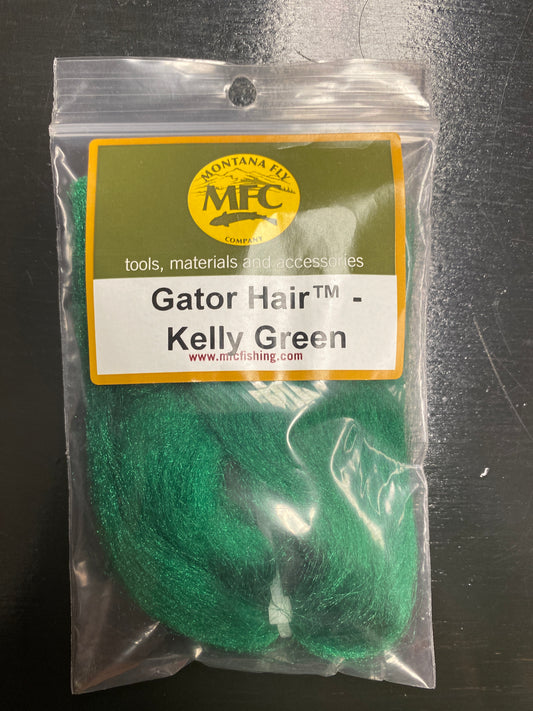 MONTANA FLY
MFC
COMPANY
tools, materials and accessories
Gator Hair™ -
Kelly Green
www.mfcfishing.com